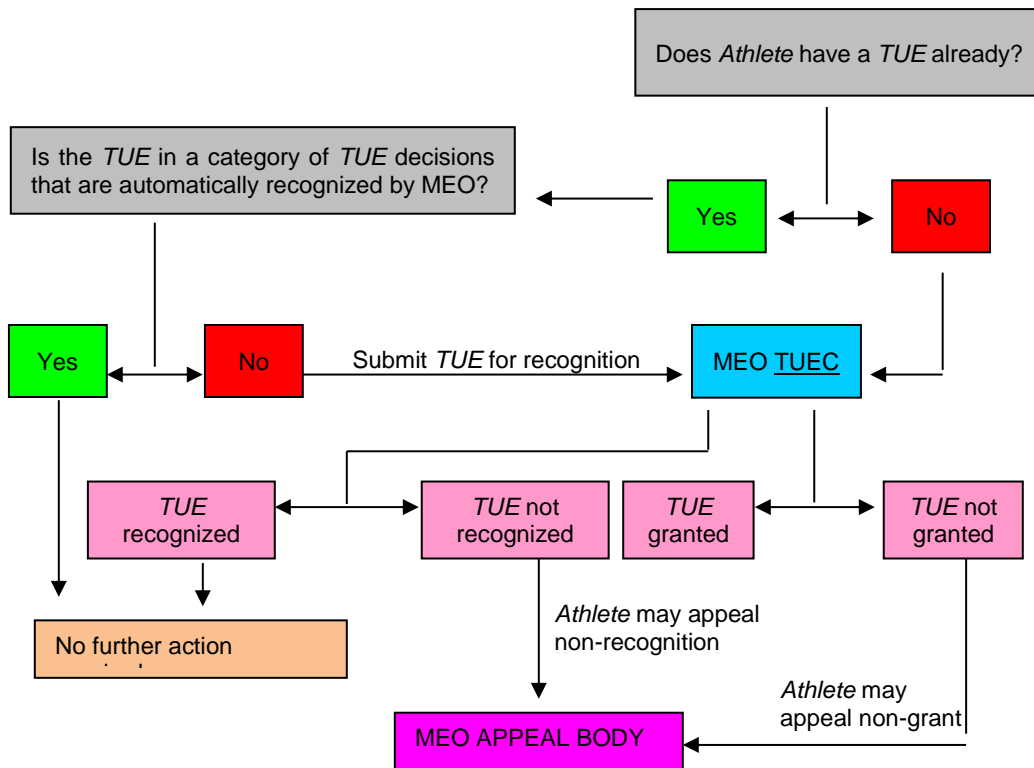 Does Athlete have a TUE already?
Is the TUE in a category of TUE decisions
that are automatically recognized by MEO?
Yes
No
Yes
No
Submit TUE for recognition
MEO TUEC
TUE
recognized
TUE not
recognized
TUE
granted
TUE not
granted
Athlete may appeal
non-recognition
No further action
Athlete may
appeal non-grant
MEO APPEAL BODY